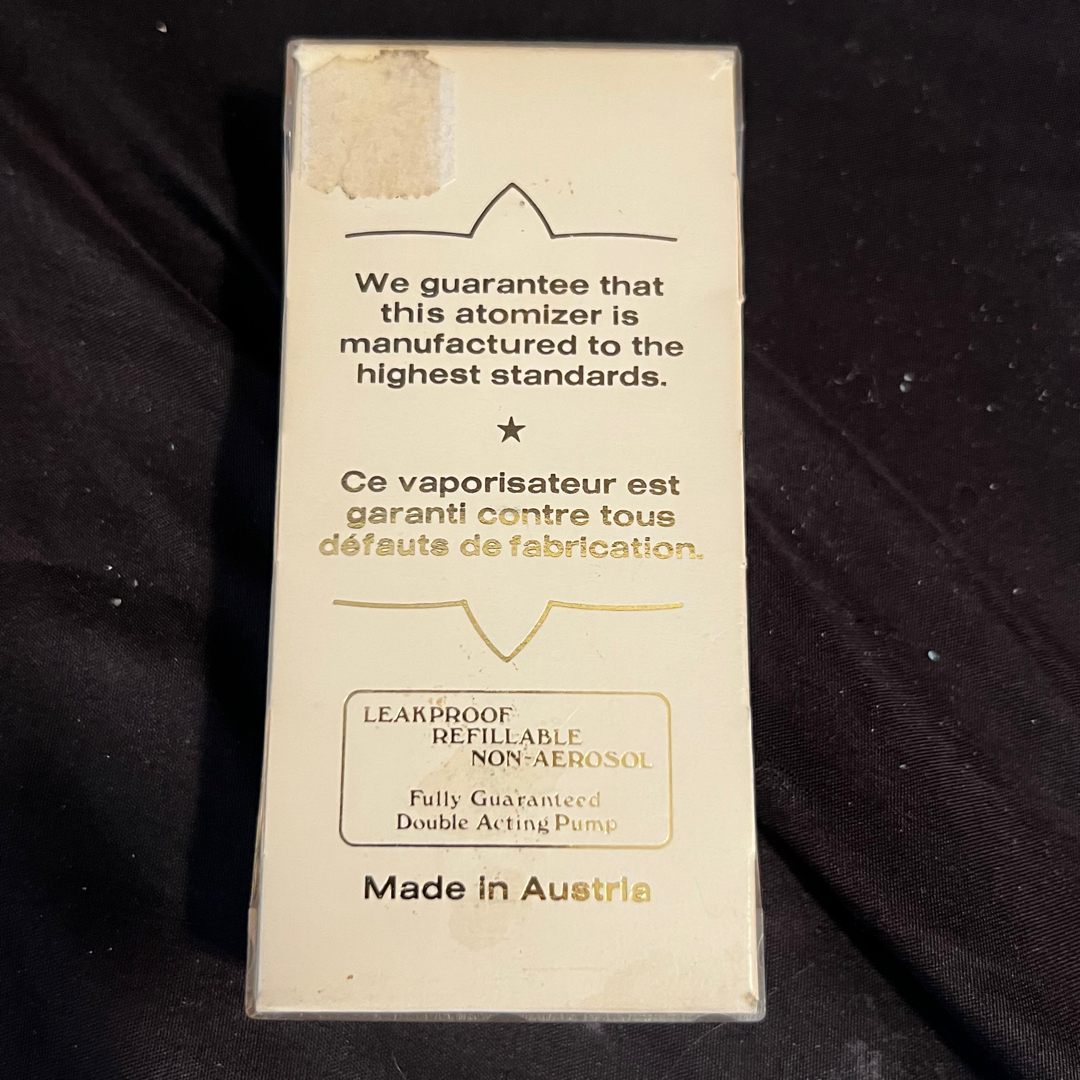 We guarantee that
this atomizer is
manufactured to the
highest standards.
Ce vaporisateur est
garanti contre tous
défauts de fabrication.
LEAKPROOF
REFILLABLE
NON-AEROSOL
Fully Guaranteed
Double Acting Pump
Made in Austria